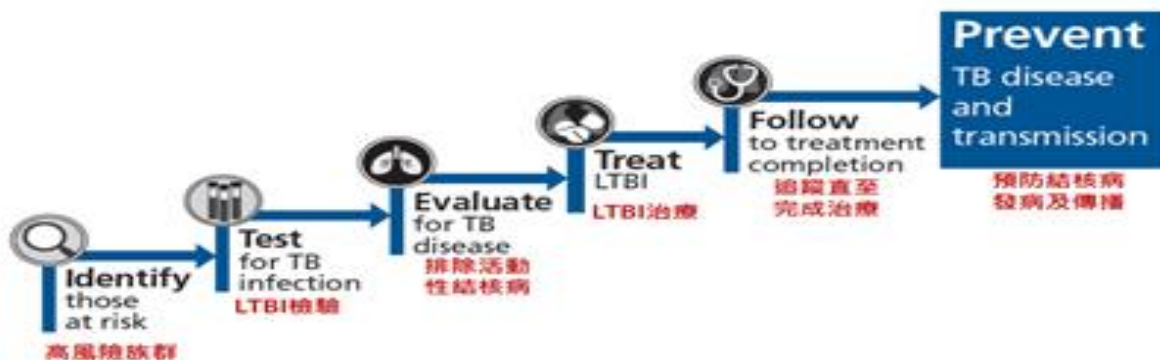 Identify
those
at risk
高風險族群
Test
for TB
infection
LTBI檢驗
Evaluate
for TB
disease
排除活動
性結核病
Treat
LTBI
LTBI治療
Follow
to treatment
completion
追蹤直至
完成治療
Prevent
TB disease
and
transmission
預防結核病
發病及傳播